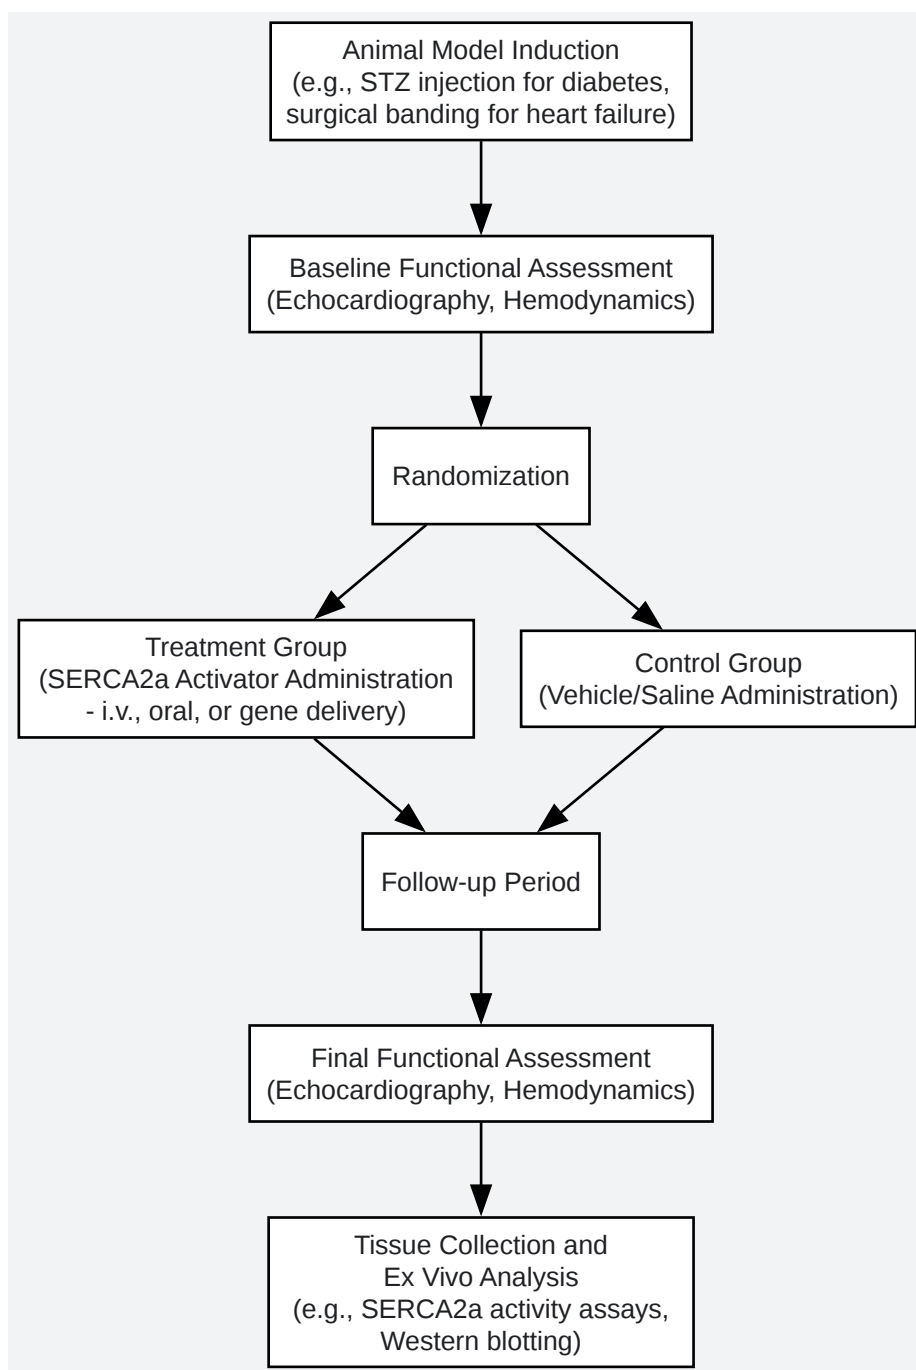 Animal Model Induction
(e.g., STZ injection for diabetes,
surgical banding for heart failure)
Baseline Functional Assessment
(Echocardiography, Hemodynamics)
Randomization
Treatment Group
(SERCA2a Activator Administration
- i.v., oral, or gene delivery)
Control Group
(Vehicle/Saline Administration)
Follow-up Period
Final Functional Assessment
(Echocardiography, Hemodynamics)
Tissue Collection and
Ex Vivo Analysis
(e.g., SERCA2a activity assays,
Western blotting)